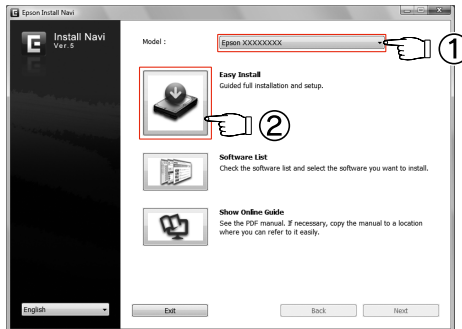 Epson Install Navi
Install Navi
Ver.5
Model :
Epson XXXXXXXX
1
Easy Install
Guided full installation and setup.
2
Software List
Check the software list and select the software you want to install.
Show Online Guide
See the PDF manual. If necessary, copy the manual to a location
where you can refer to it easily.
English
Exit
Back
Next